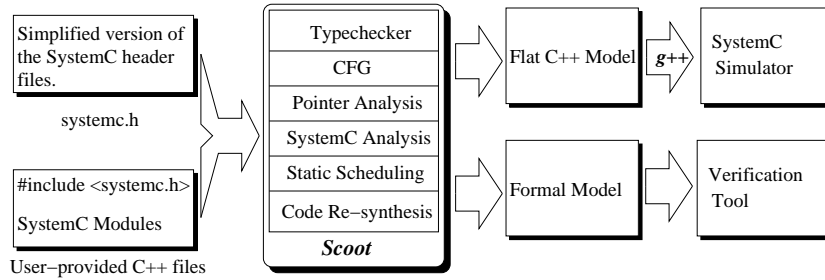 Simplified version of
the SystemC header
files.
systemc.h
#include <systemc.h>
SystemC Modules
User−provided C++ files
Typechecker
CFG
Pointer Analysis
SystemC Analysis
Static Scheduling
Code Re−synthesis
Scoot
Flat C++ Model
g++
SystemC
Simulator
Formal Model
Verification
Tool